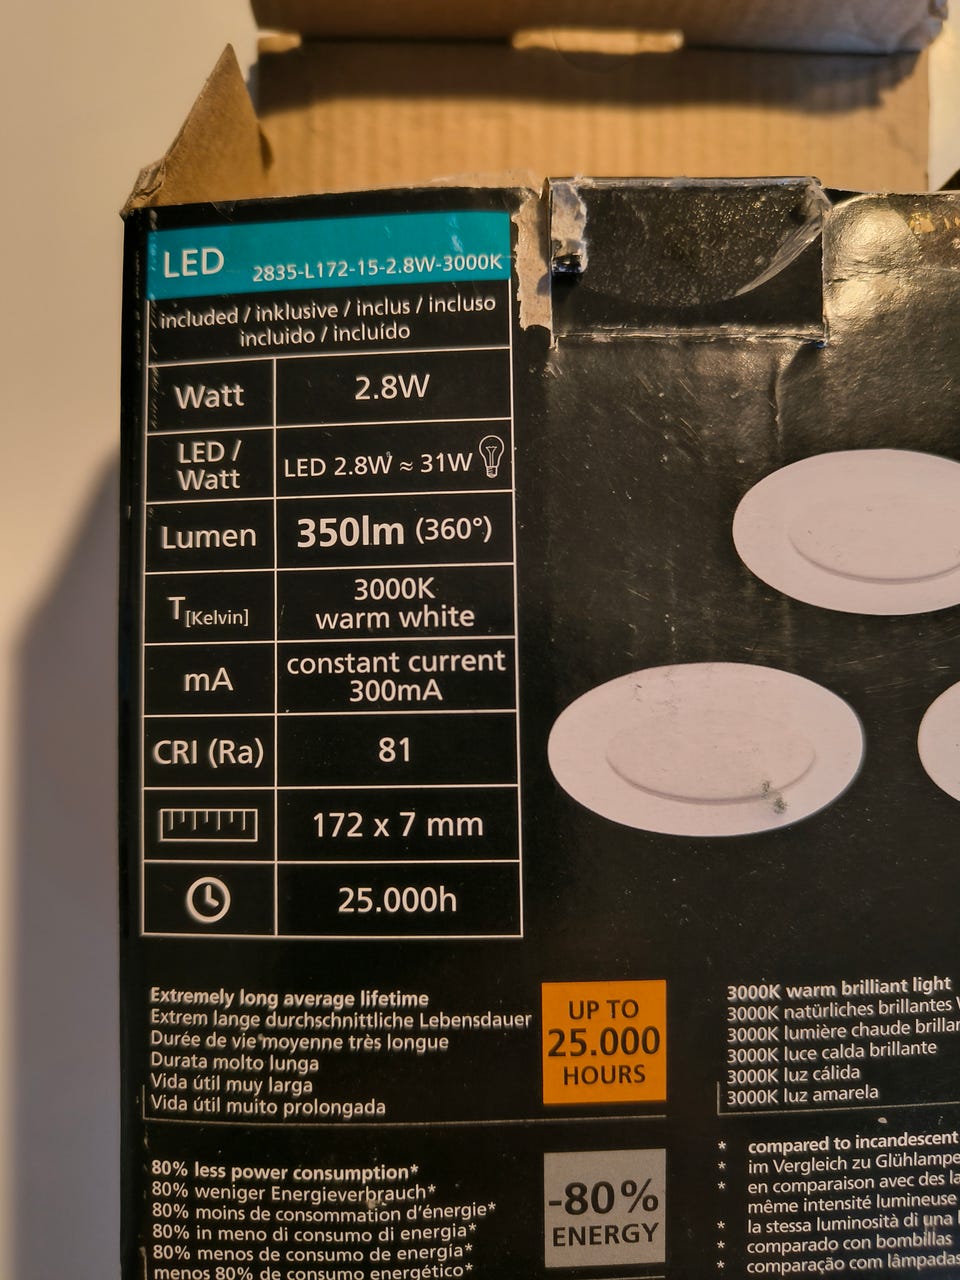 LED 2835-L172-15-2.8W-3000K
included / inklusive / inclus / incluso
incluido / incluído
Watt 2.8W
LED /
Watt
LED 2.8W ≈ 31W
Lumen 350lm (360°)
T[Kelvin]
3000K
warm white
mA
constant current
300mA
CRI (Ra) 81
172 x 7 mm
25.000h
Extremely long average lifetime
Extrem lange durchschnittliche Lebensdauer
Durée de vie moyenne très longue
Durata molto lunga
Vida útil muy larga
Vida útil muito prolongada
UP TO
25.000
HOURS
3000K warm brilliant light
3000K natürliches brillantes
3000K lumière chaude
3000K luce calda brillante
3000K luz cálida
3000K luz amarela
80% less power consumption*
80% weniger Energieverbrauch*
80% moins de consommation d'énergie*
80% in meno di consumo di energia*
80% menos de consumo de energía*
menos 80% de consumo energético*
-80%
ENERGY
* compared to incandescent
* im Vergleich zu
* en comparaison avec des
même intensité lumineuse
* la stessa luminosità di una
* comparado con bombillas
* comparação com lâmpadas